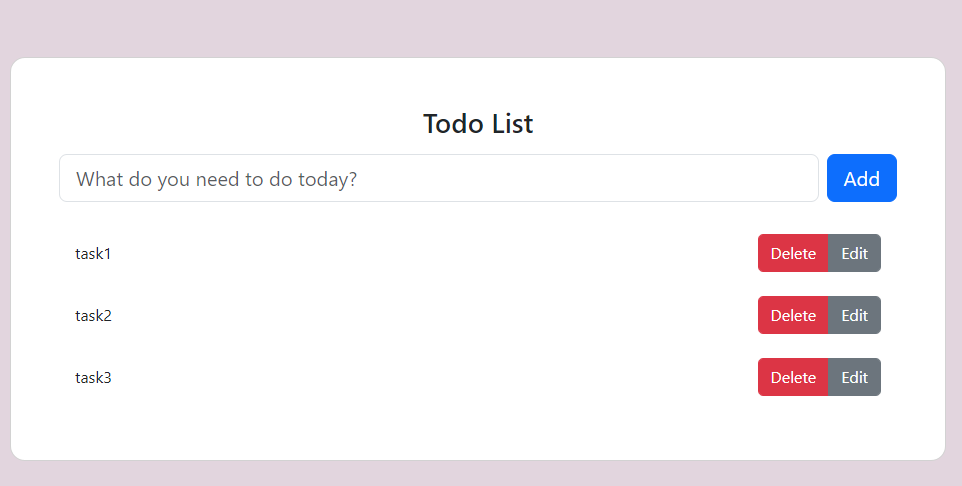 Todo List
What do you need to do today? Add
task1 Delete Edit
task2 Delete Edit
task3 Delete Edit